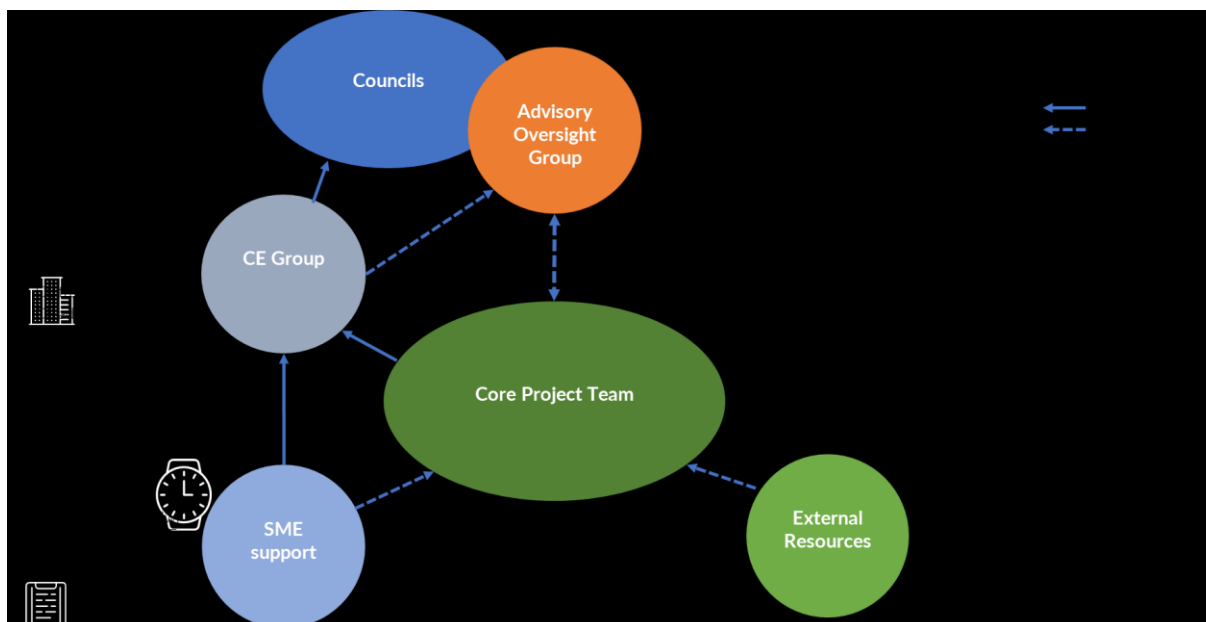 Councils
Advisory
Oversight
Group
CE Group
Core Project Team
SME
support
External
Resources